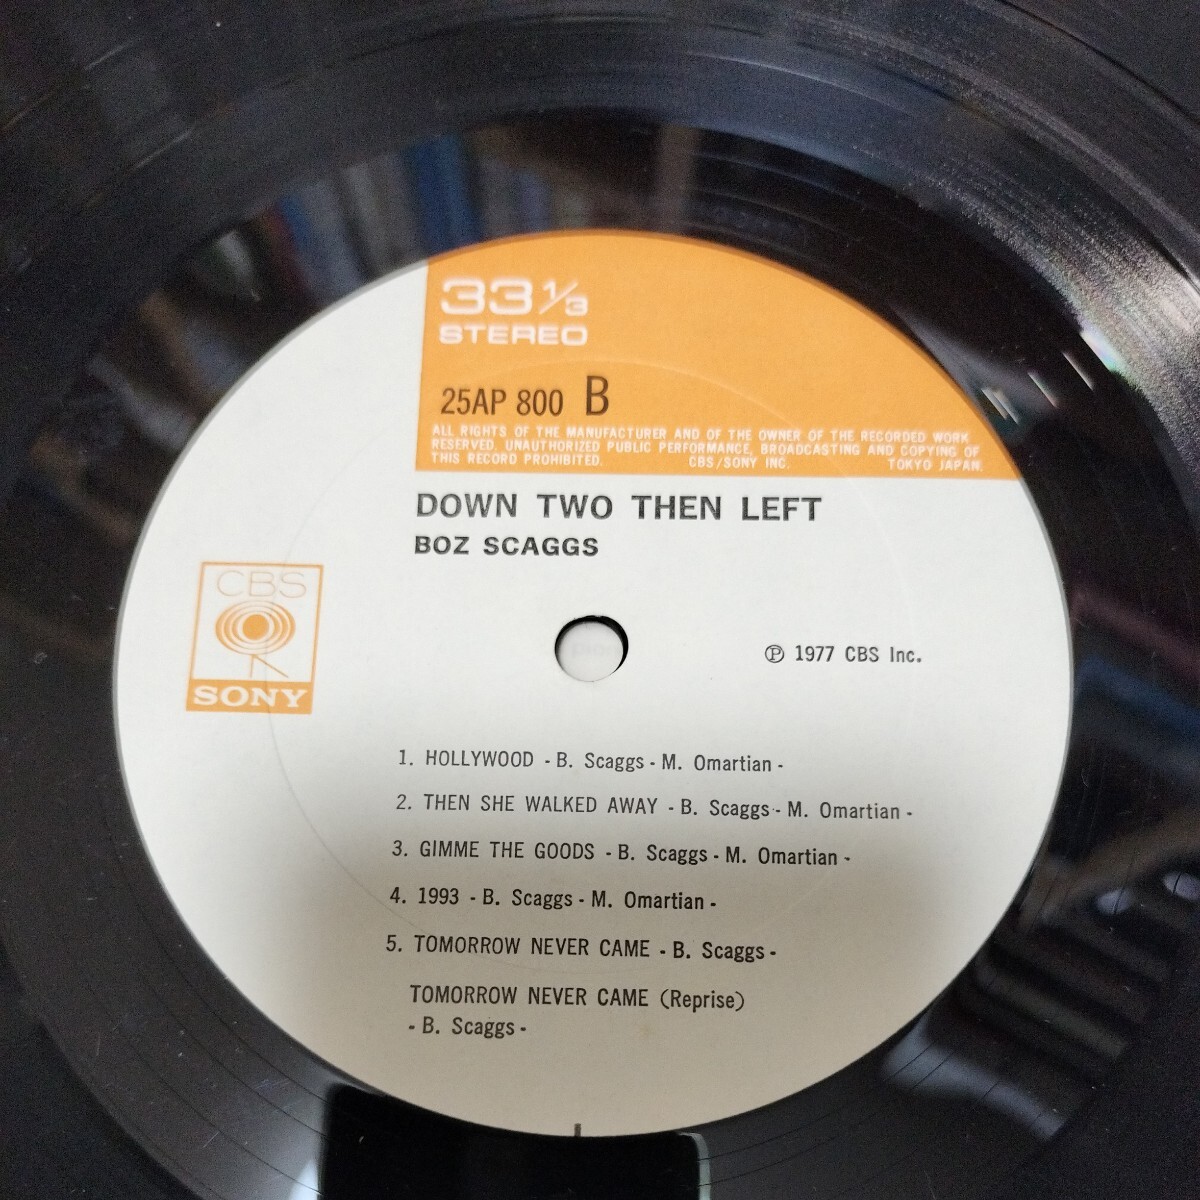 33 1/3
STEREO
25AP 800 B
ALL RIGHTS OF THE MANUFACTURER AND OF THE OWNER OF THE RECORDED WORK
RESERVED, UNAUTHORIZED PUBLIC PERFORMANCE, BROADCASTING AND COPYING OF
THIS RECORD PROHIBITED. CBS/SONY INC. TOKYO JAPAN.
DOWN TWO THEN LEFT
BOZ SCAGGS
CBS
SONY
Ⓟ 1977 CBS Inc.
1. HOLLYWOOD - B. Scaggs - M. Omartian -
2. THEN SHE WALKED AWAY - B. Scaggs - M. Omartian -
3. GIMME THE GOODS - B. Scaggs - M. Omartian -
4. 1993 - B. Scaggs - M. Omartian -
5. TOMORROW NEVER CAME - B. Scaggs -
TOMORROW NEVER CAME (Reprise)
- B. Scaggs -